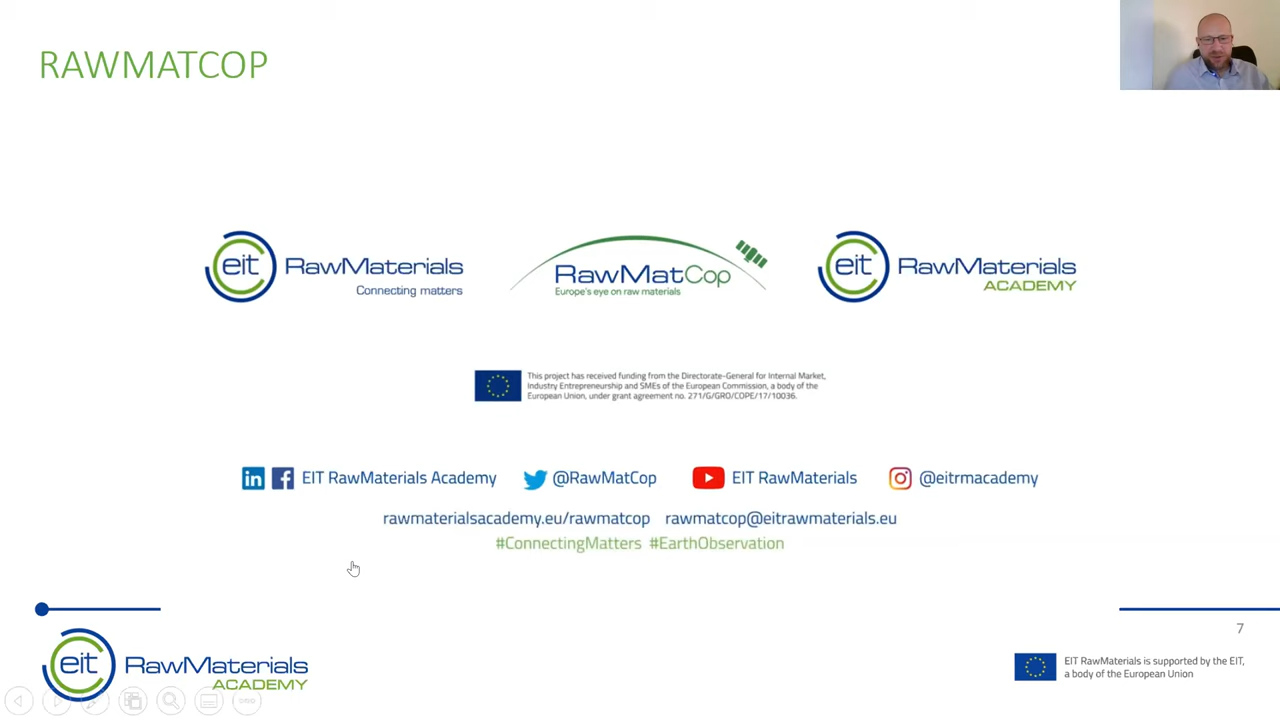 RAWMATCOP
eit RawMaterials
Connecting matters
RawMatCop
Europe's eye on raw materials
eit RawMaterials
ACADEMY
This project has received funding from the Directorate-General for Internal Market,
Industry Entrepreneurship and SMEs of the European Commission, a body of the
European Union, under grant agreement no. 271/G/GRO/COPE/17/10036.
in f EIT RawMaterials Academy @RawMatCop EIT RawMaterials @eitrmacademy
rawmaterialsacademy.eu/rawmatcop rawmatcop@eitrawmaterials.eu
#ConnectingMatters #EarthObservation
7
eit RawMaterials
ACADEMY
EIT RawMaterials is supported by the EIT,
a body of the European Union